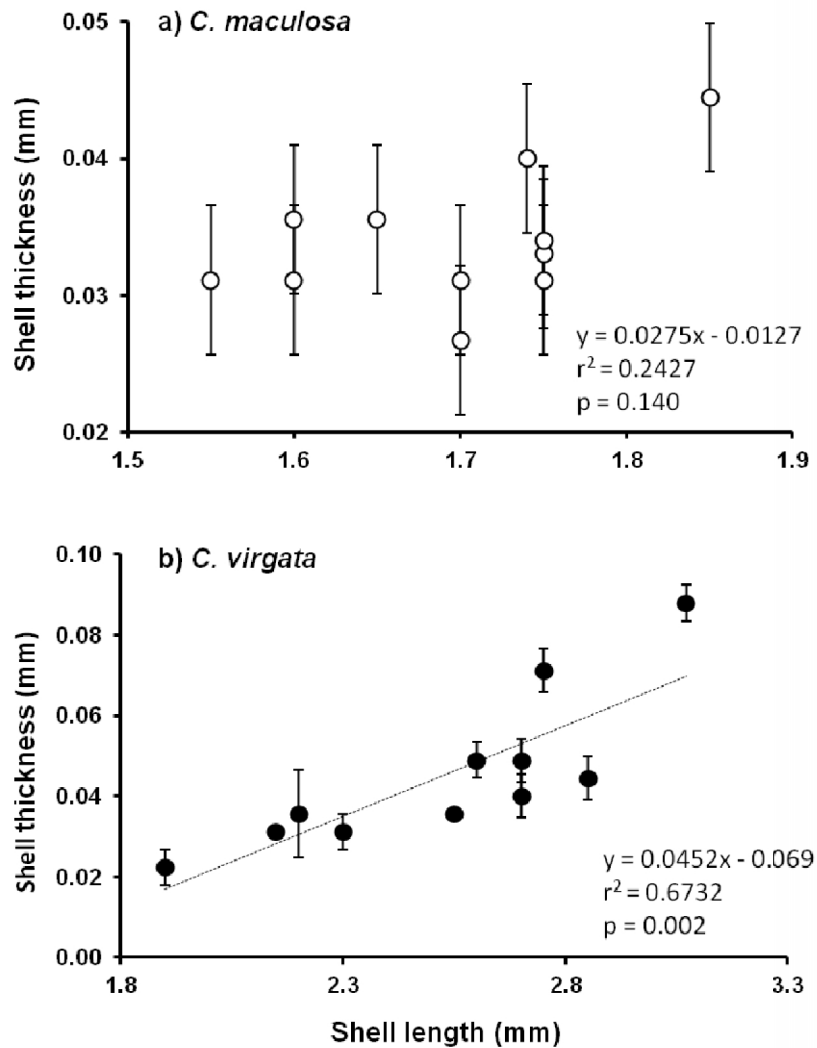 a) C. maculosa
Shell thickness (mm)
0.05
0.04
0.03
0.02
1.5 1.6 1.7 1.8 1.9
y = 0.0275x - 0.0127
r² = 0.2427
p = 0.140
b) C. virgata
Shell thickness (mm)
0.10
0.08
0.06
0.04
0.02
0.00
1.8 2.3 2.8 3.3
y = 0.0452x - 0.069
r² = 0.6732
p = 0.002
Shell length (mm)